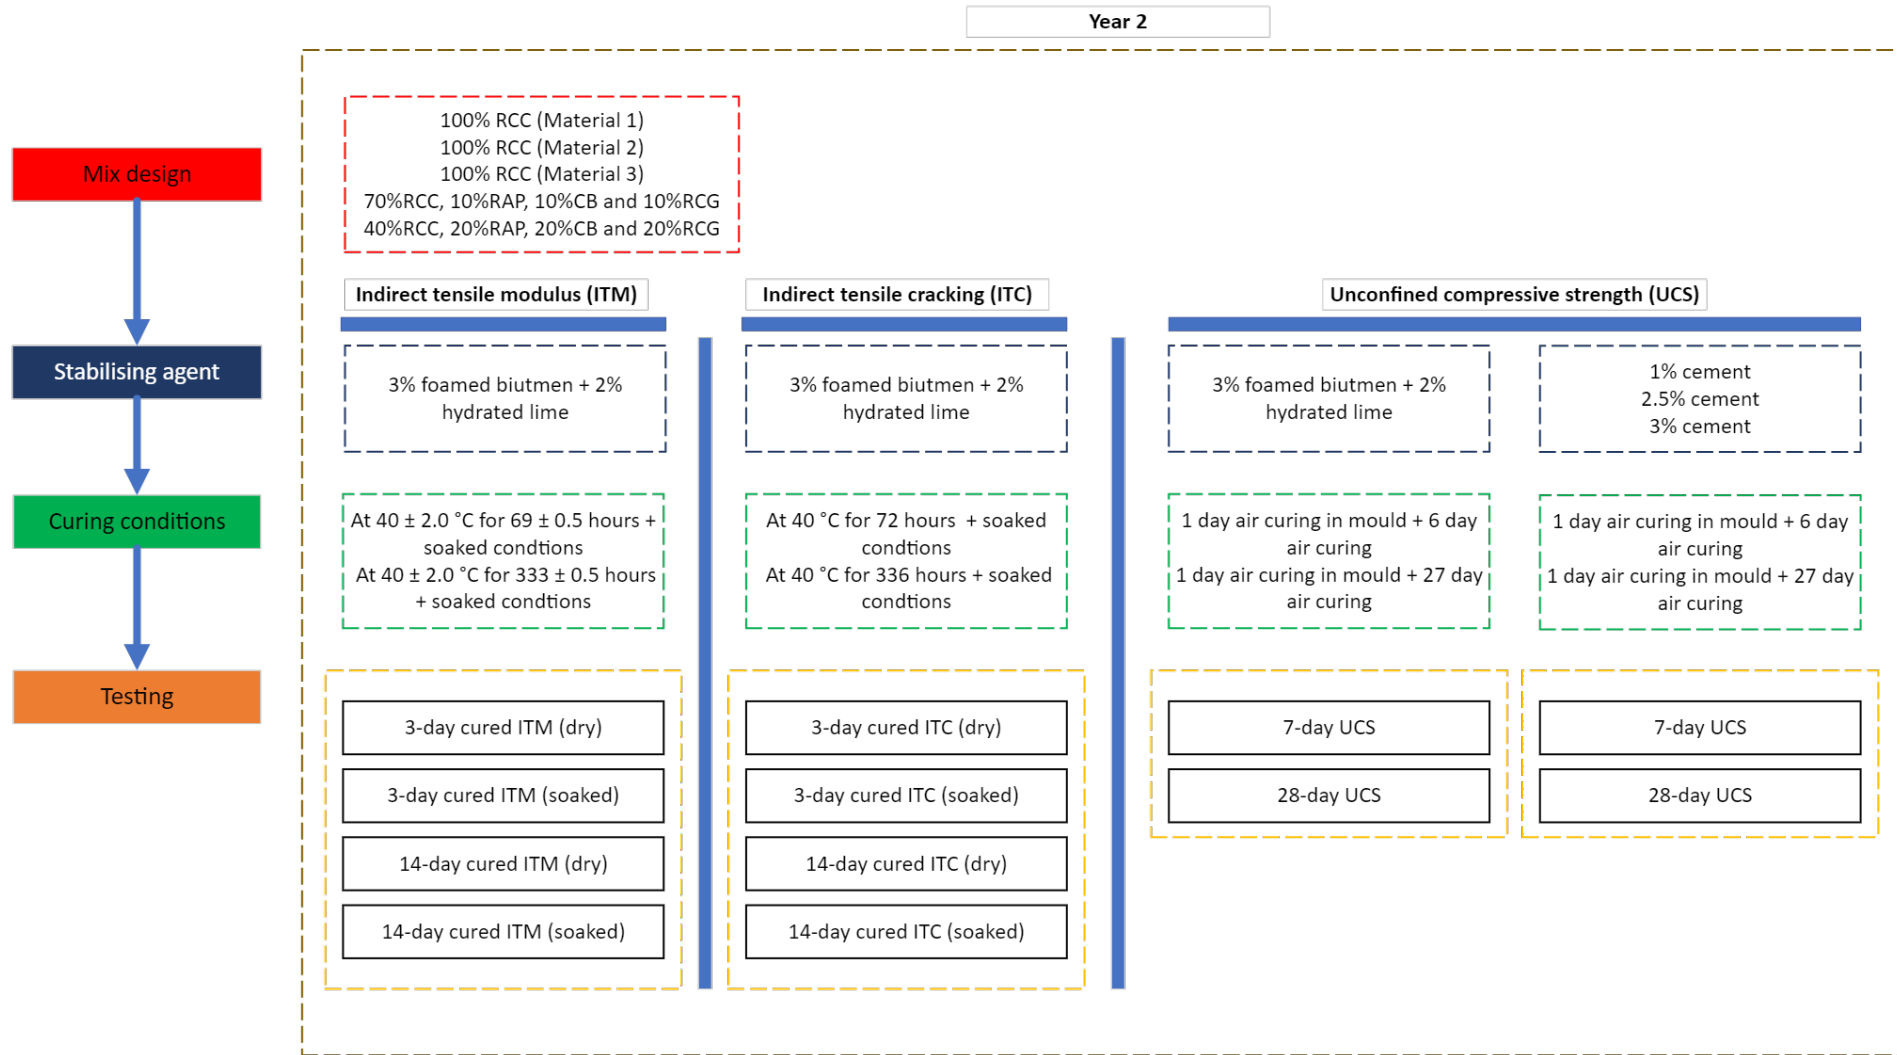 Year 2
Mix design
100% RCC (Material 1)
100% RCC (Material 2)
100% RCC (Material 3)
70%RCC, 10%RAP, 10%CB and 10%RCG
40%RCC, 20%RAP, 20%CB and 20%RCG
Indirect tensile modulus (ITM)
Indirect tensile cracking (ITC)
Unconfined compressive strength (UCS)
Stabilising agent
3% foamed biutmen + 2%
hydrated lime
3% foamed biutmen + 2%
hydrated lime
3% foamed biutmen + 2%
hydrated lime
1% cement
2.5% cement
3% cement
Curing conditions
At 40 ± 2.0 °C for 69 ± 0.5 hours +
soaked condtions
At 40 ± 2.0 °C for 333 ± 0.5 hours
+ soaked condtions
At 40 °C for 72 hours + soaked
condtions
At 40 °C for 336 hours + soaked
condtions
1 day air curing in mould + 6 day
air curing
1 day air curing in mould + 27 day
air curing
1 day air curing in mould + 6 day
air curing
1 day air curing in mould + 27 day
air curing
Testing
3-day cured ITM (dry)
3-day cured ITM (soaked)
14-day cured ITM (dry)
14-day cured ITM (soaked)
3-day cured ITC (dry)
3-day cured ITC (soaked)
14-day cured ITC (dry)
14-day cured ITC (soaked)
7-day UCS
28-day UCS
7-day UCS
28-day UCS